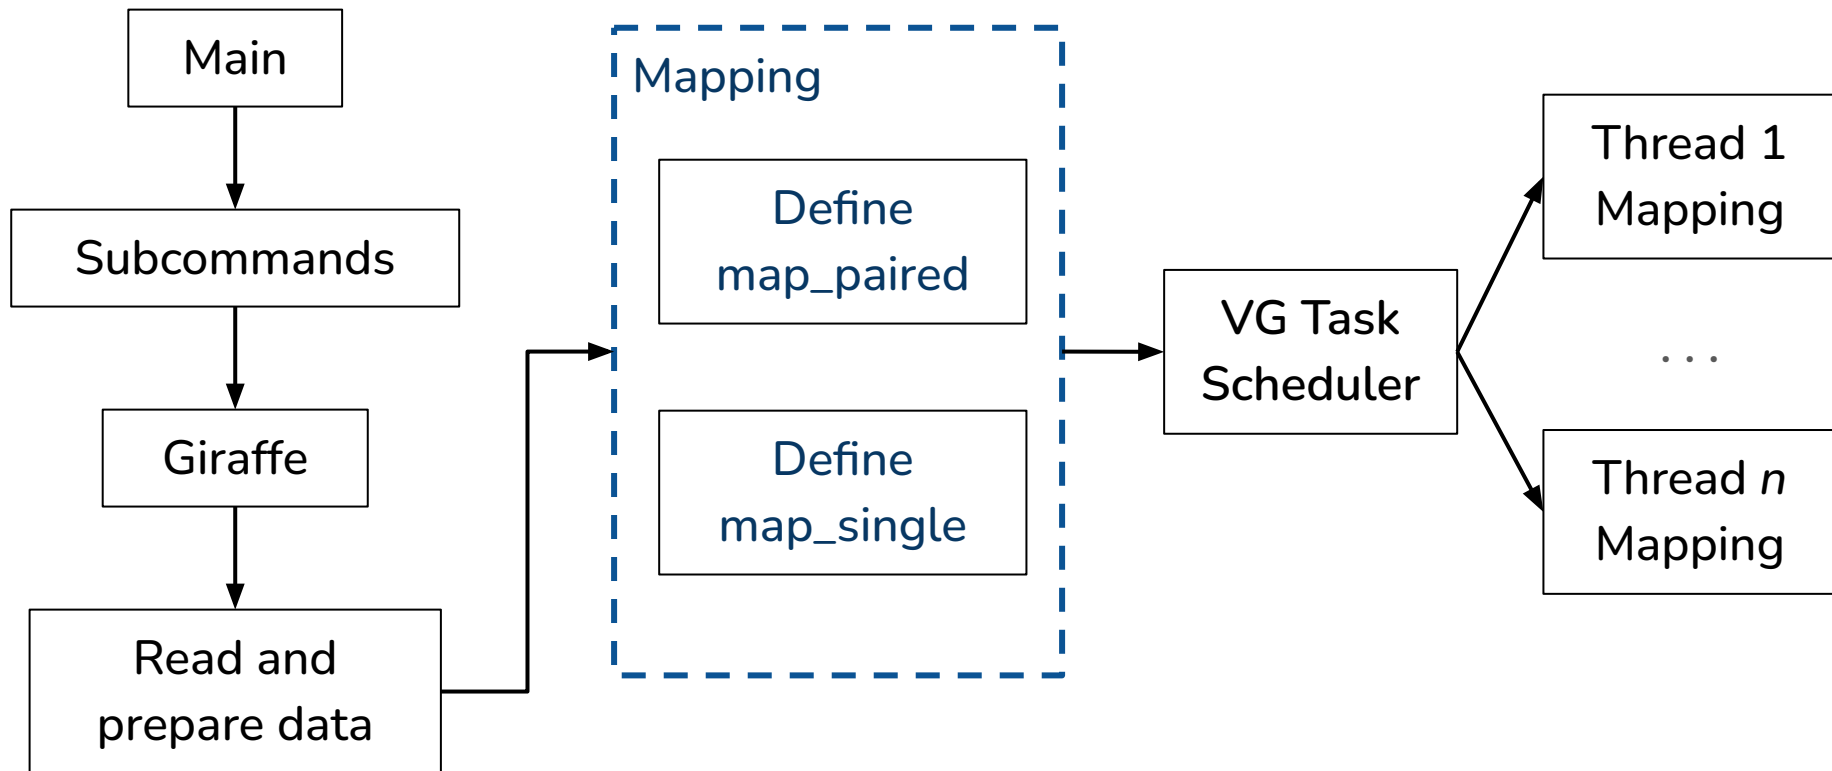 Main
Subcommands
Giraffe
Read and
prepare data
Mapping
Define
map_paired
Define
map_single
VG Task
Scheduler
Thread 1
Mapping
...
Thread n
Mapping